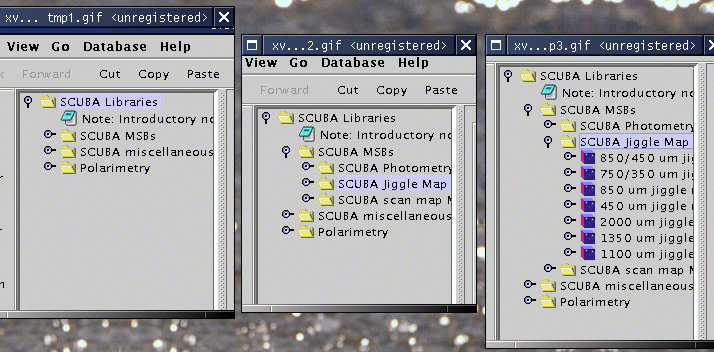 xv... tmp1.gif <unregistered>
View Go Database Help
Forward Cut Copy Paste
SCUBA Libraries
Note: Introductory no
SCUBA MSBs
SCUBA miscellaneous
Polarimetry
xv...2.gif <unregistered>
View Go Database Help
Forward Cut Copy Paste
SCUBA Libraries
Note: Introductory no
SCUBA MSBs
SCUBA Photometry
SCUBA Jiggle Map
SCUBA scan map M
SCUBA miscellaneous
Polarimetry
xv...p3.gif <unregistered>
SCUBA Libraries
Note: Introductory no
SCUBA MSBs
SCUBA Photometry
SCUBA Jiggle Map
850/450 um jig
750/350 um jig
850 um jiggle r
450 um jiggle r
2000 um jiggle
1350 um jiggle
1100 um jiggle
SCUBA scan map M
SCUBA miscellaneous
Polarimetry